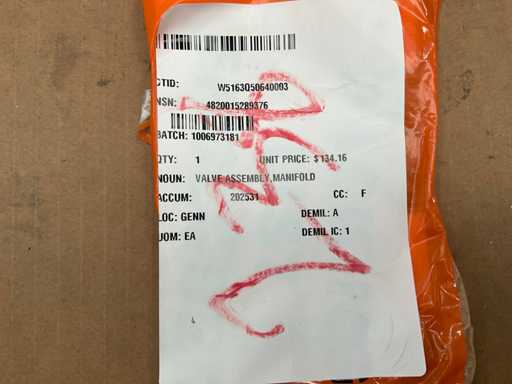 CTID: W5163Q50640003
NSN: 4820015289376
BATCH: 1006973181
QTY: 1 UNIT PRICE: $134.16
NOUN: VALVE ASSEMBLY,MANIFOLD
ACCUM: 202531 CC: F
LOC: GENN DEMIL: A
UOM: EA DEMIL IC: 1